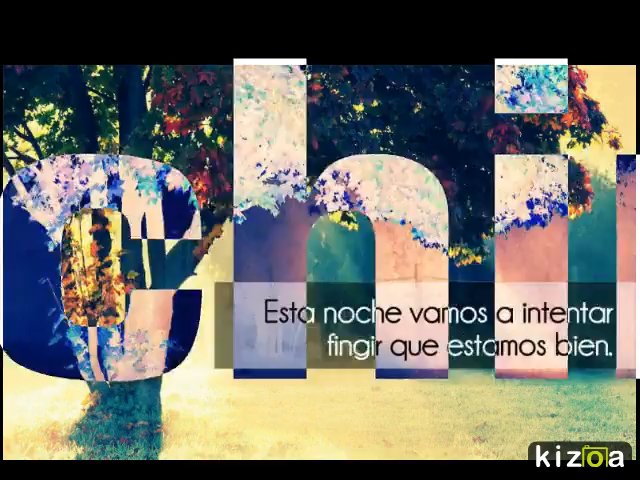 chi
Esta noche vamos a intentar
fingir que estamos bien.
kizoa